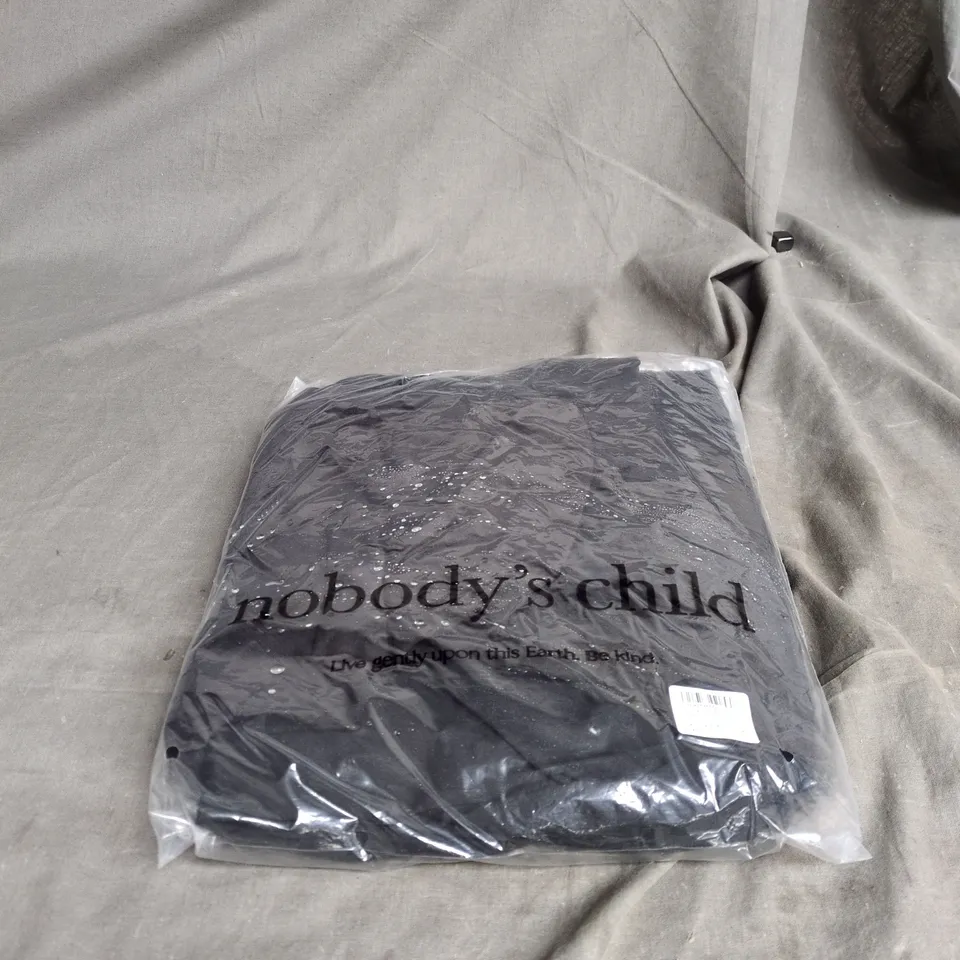 nobody's child
Live gently upon this Earth. Be kind.